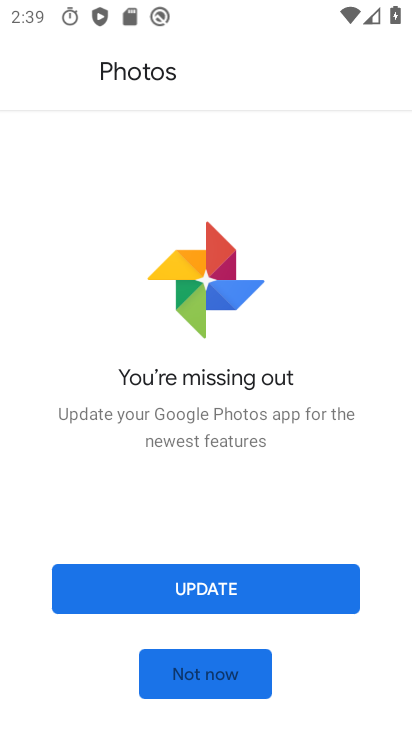 2:39
Photos
You're missing out
Update your Google Photos app for the
newest features
UPDATE
Not now